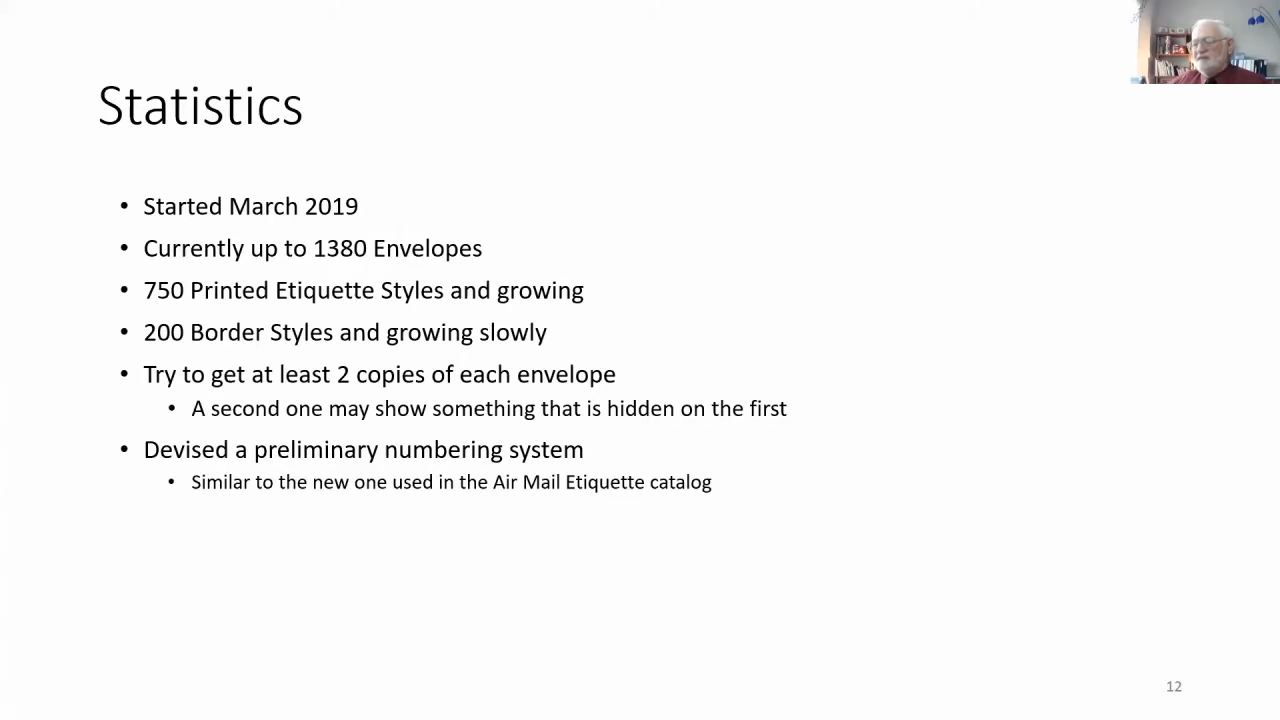 Statistics
• Started March 2019
• Currently up to 1380 Envelopes
• 750 Printed Etiquette Styles and growing
• 200 Border Styles and growing slowly
• Try to get at least 2 copies of each envelope
• A second one may show something that is hidden on the first
• Devised a preliminary numbering system
• Similar to the new one used in the Air Mail Etiquette catalog
12